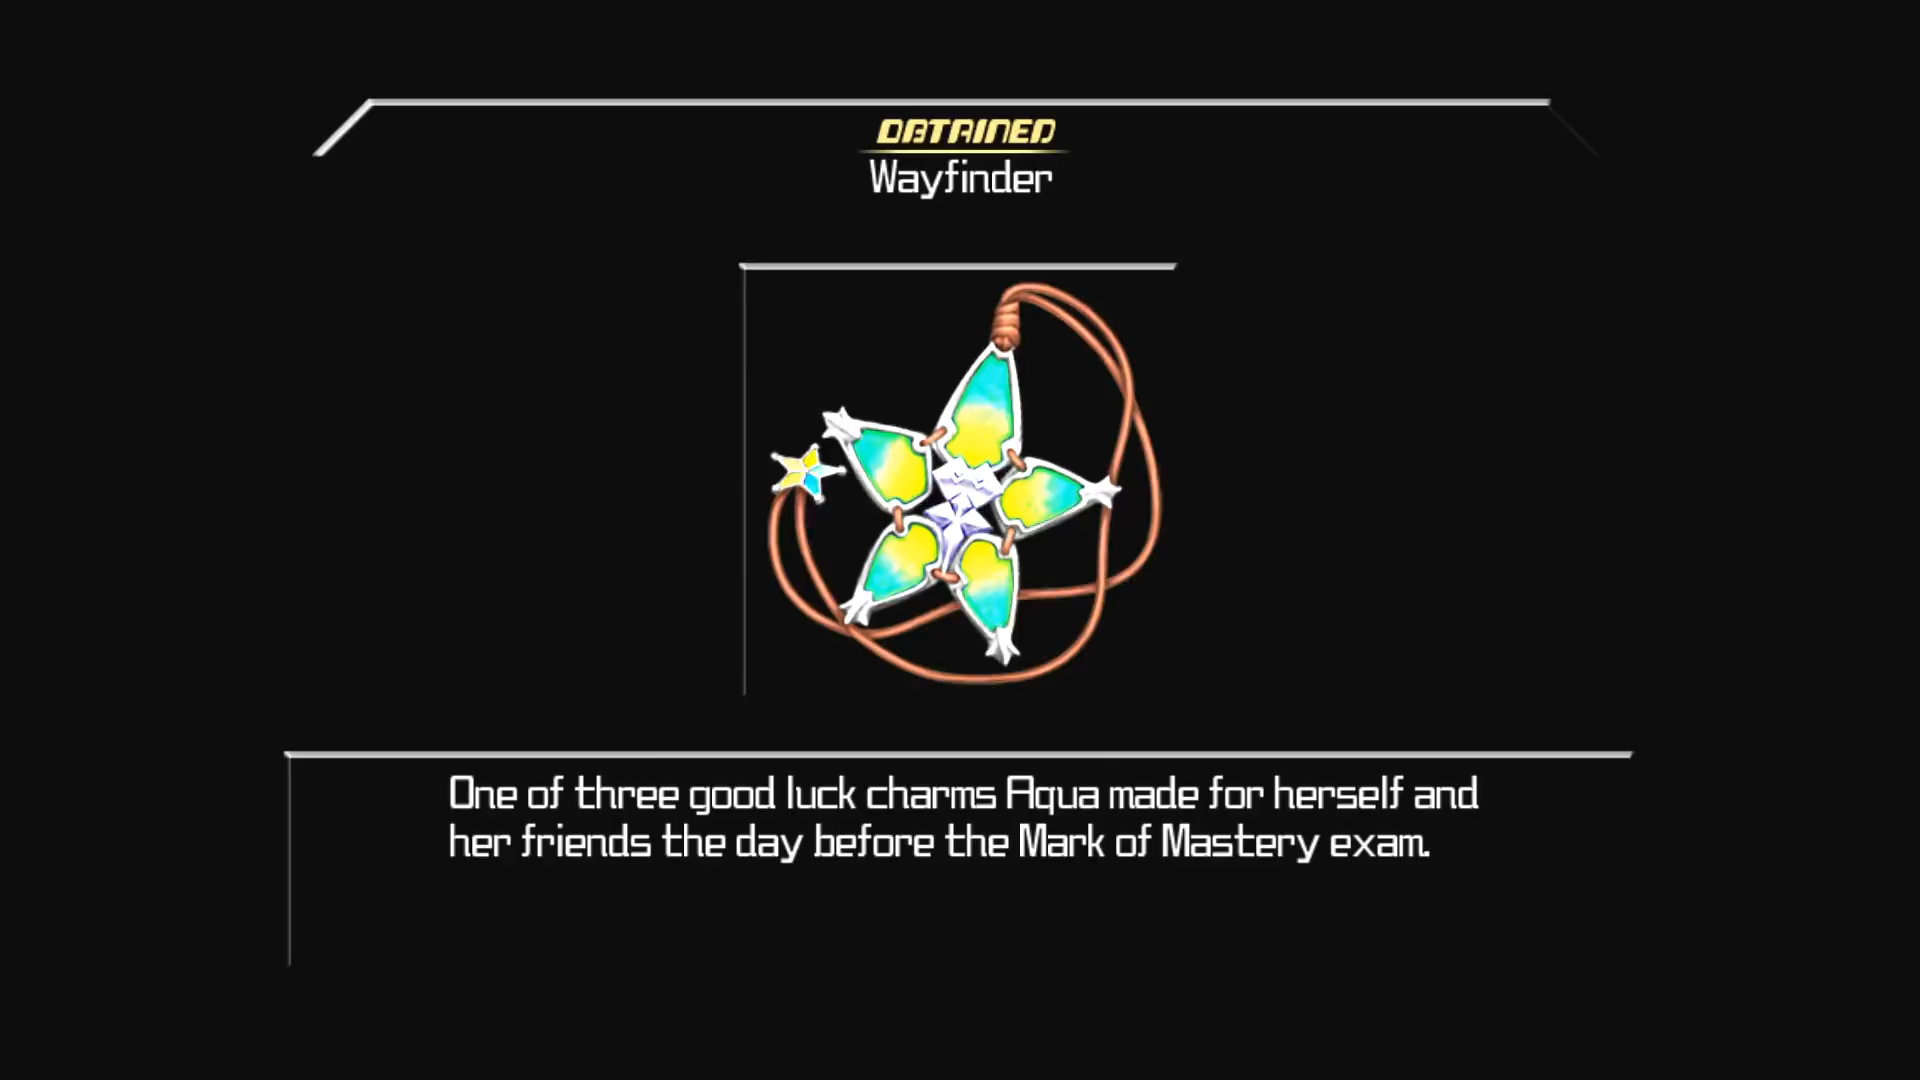 OBTAINED
Wayfinder
One of three good luck charms Aqua made for herself and
her friends the day before the Mark of Mastery exam.